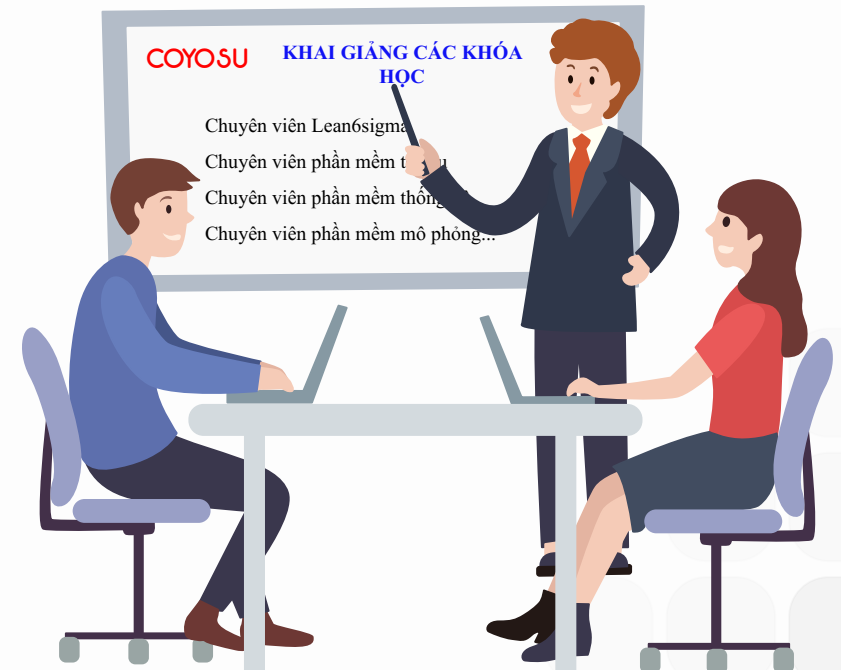 COYOSU
KHAI GIẢNG CÁC KHÓA
HỌC
Chuyên viên Lean6sigma
Chuyên viên phần mềm
Chuyên viên phần mềm thống
Chuyên viên phần mềm mô phỏng...